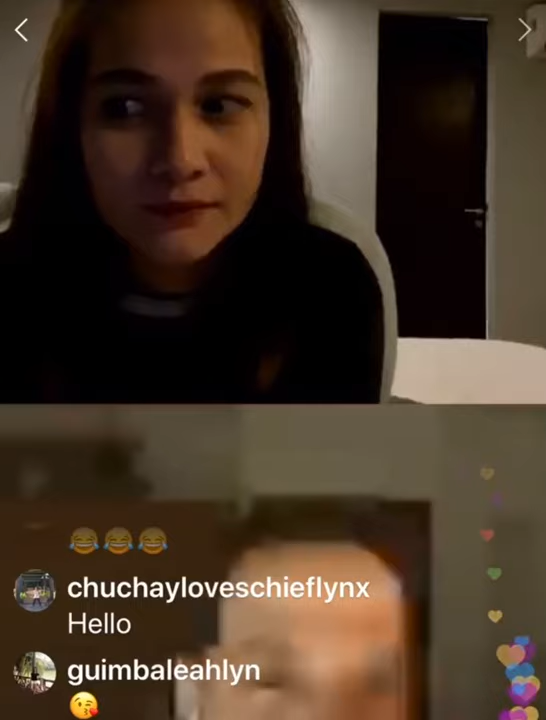 😂😂😂
chuchayloveschieflynx
Hello
guimbaleahlyn
😘